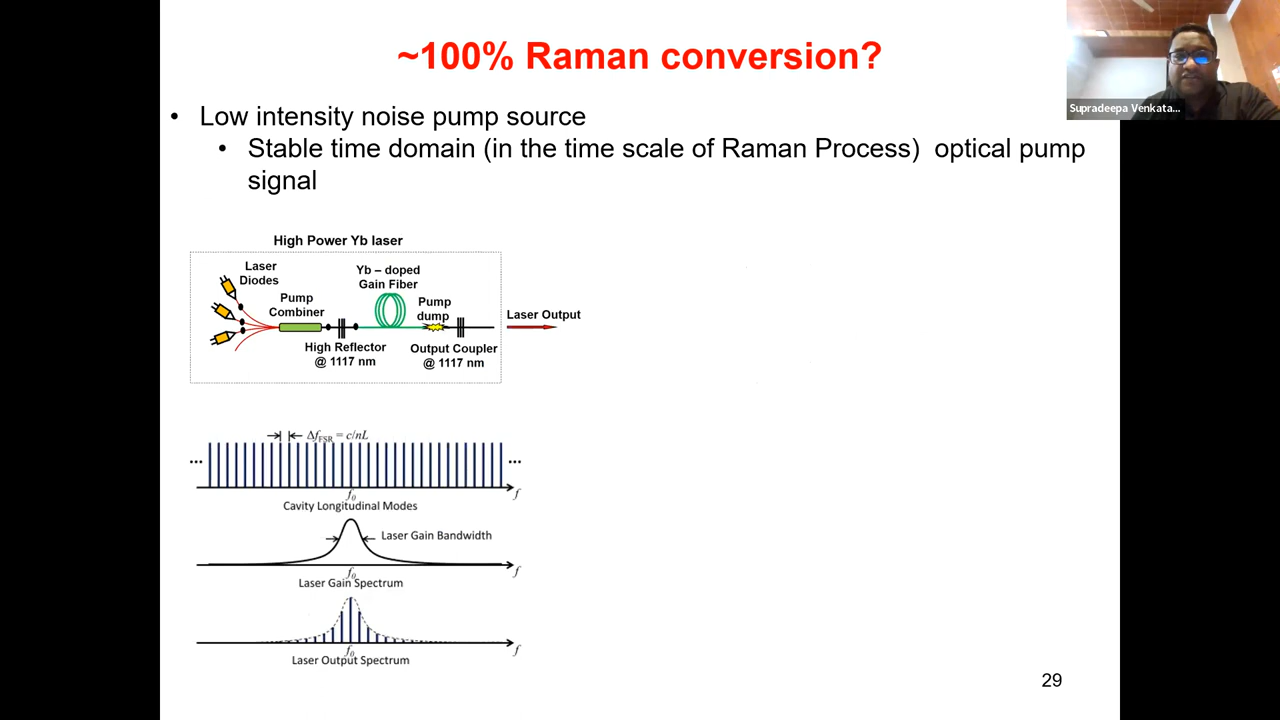 ~100% Raman conversion?
Supradeepa Venkata...
• Low intensity noise pump source
• Stable time domain (in the time scale of Raman Process) optical pump
signal
High Power Yb laser
Laser
Diodes
Pump
Combiner
Yb – doped
Gain Fiber
Pump
dump
High Reflector
@ 1117 nm
Output Coupler
@ 1117 nm
Laser Output
Δf_FSR = c/nL
... ...
f₀ f
Cavity Longitudinal Modes
Laser Gain Bandwidth
f₀ f
Laser Gain Spectrum
f₀ f
Laser Output Spectrum
29